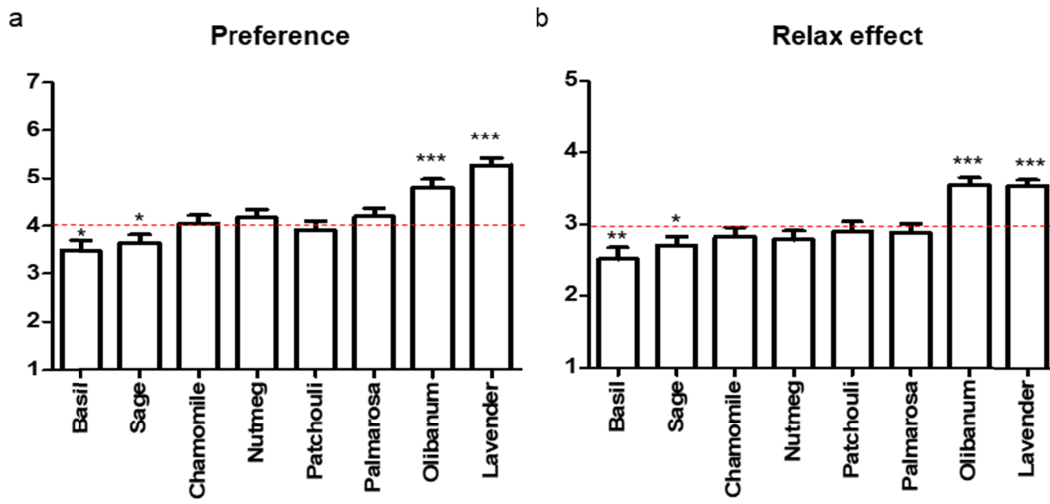 a
Preference
7
6
5
4
3
2
1
*
*
***
***
Basil
Sage
Chamomile
Nutmeg
Patchouli
Palmarosa
Olibanum
Lavender
b
Relax effect
5
4
3
2
1
**
*
***
***
Basil
Sage
Chamomile
Nutmeg
Patchouli
Palmarosa
Olibanum
Lavender